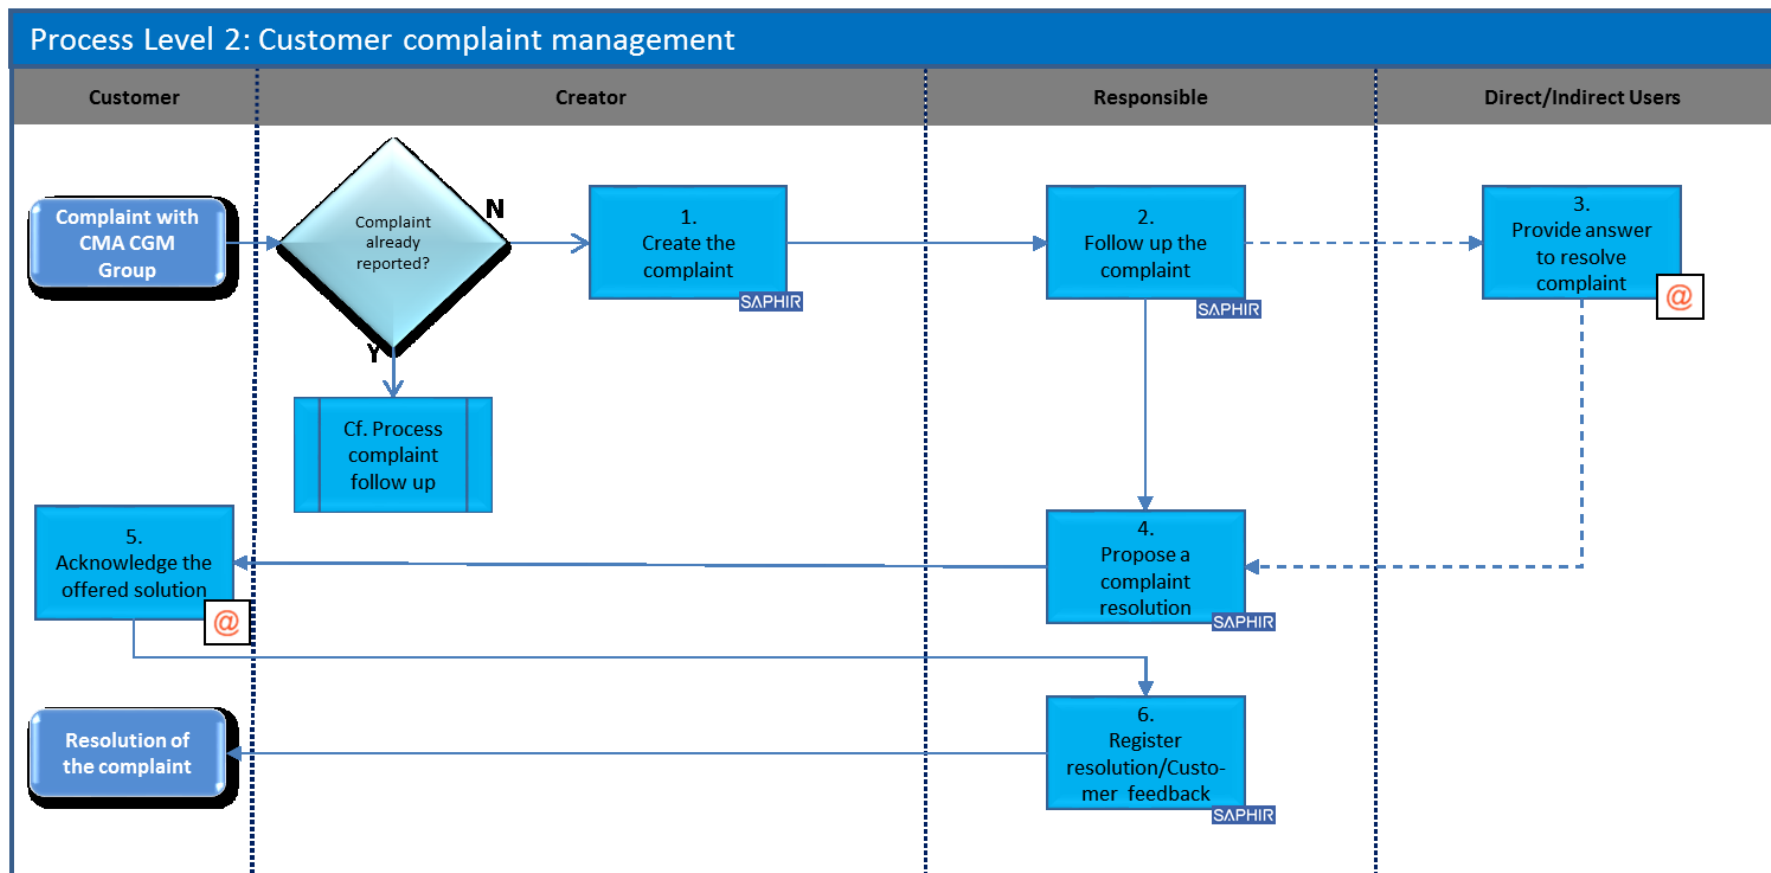 Process Level 2: Customer complaint management
Customer
Creator
Responsible
Direct/Indirect Users
Complaint with
CMA CGM
Group
Complaint
already
reported?
N
Y
1.
Create the
complaint
SAPHIR
2.
Follow up the
complaint
SAPHIR
3.
Provide answer
to resolve
complaint
@
Cf. Process
complaint
follow up
4.
Propose a
complaint
resolution
SAPHIR
5.
Acknowledge the
offered solution
@
6.
Register
resolution/Custo-
mer feedback
SAPHIR
Resolution of
the complaint